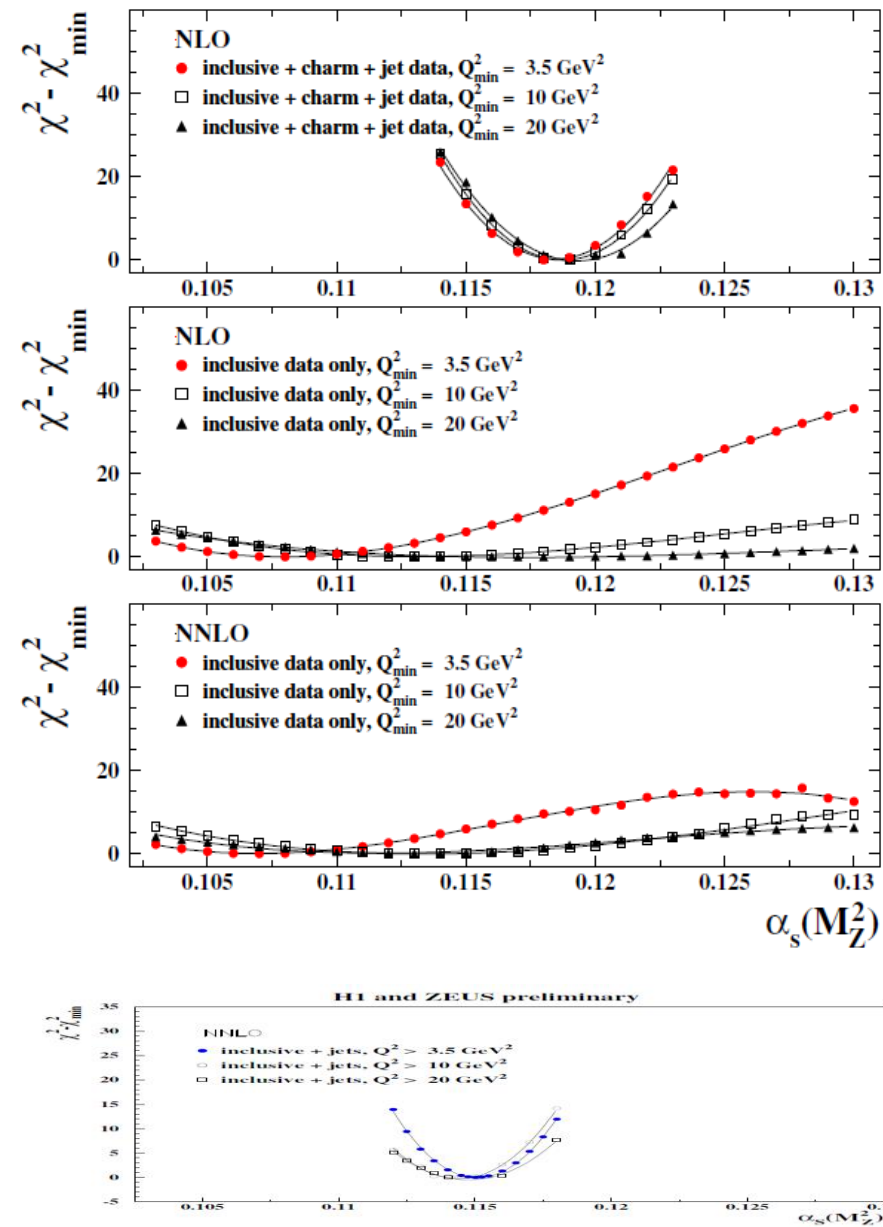 χ² - χ²min
NLO
inclusive + charm + jet data, Q²min = 3.5 GeV²
inclusive + charm + jet data, Q²min = 10 GeV²
inclusive + charm + jet data, Q²min = 20 GeV²
40
20
0
0.105 0.11 0.115 0.12 0.125 0.13
χ² - χ²min
NLO
inclusive data only, Q²min = 3.5 GeV²
inclusive data only, Q²min = 10 GeV²
inclusive data only, Q²min = 20 GeV²
40
20
0
0.105 0.11 0.115 0.12 0.125 0.13
χ² - χ²min
NNLO
inclusive data only, Q²min = 3.5 GeV²
inclusive data only, Q²min = 10 GeV²
inclusive data only, Q²min = 20 GeV²
40
20
0
0.105 0.11 0.115 0.12 0.125 0.13
αs(M²Z)
H1 and ZEUS preliminary
χ²-χ²min
35
30
NNLO
inclusive + jets, Q² > 3.5 GeV²
25
inclusive + jets, Q² > 10 GeV²
inclusive + jets, Q² > 20 GeV²
20
15
10
5
0
-5
0.105 0.11 0.115 0.12 0.125
αs(M²Z)